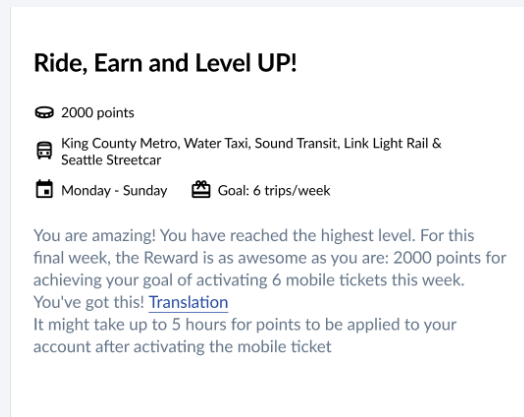 Ride, Earn and Level UP!
2000 points
King County Metro, Water Taxi, Sound Transit, Link Light Rail &
Seattle Streetcar
Monday - Sunday
Goal: 6 trips/week
You are amazing! You have reached the highest level. For this
final week, the Reward is as awesome as you are: 2000 points for
achieving your goal of activating 6 mobile tickets this week.
You've got this! Translation
It might take up to 5 hours for points to be applied to your
account after activating the mobile ticket